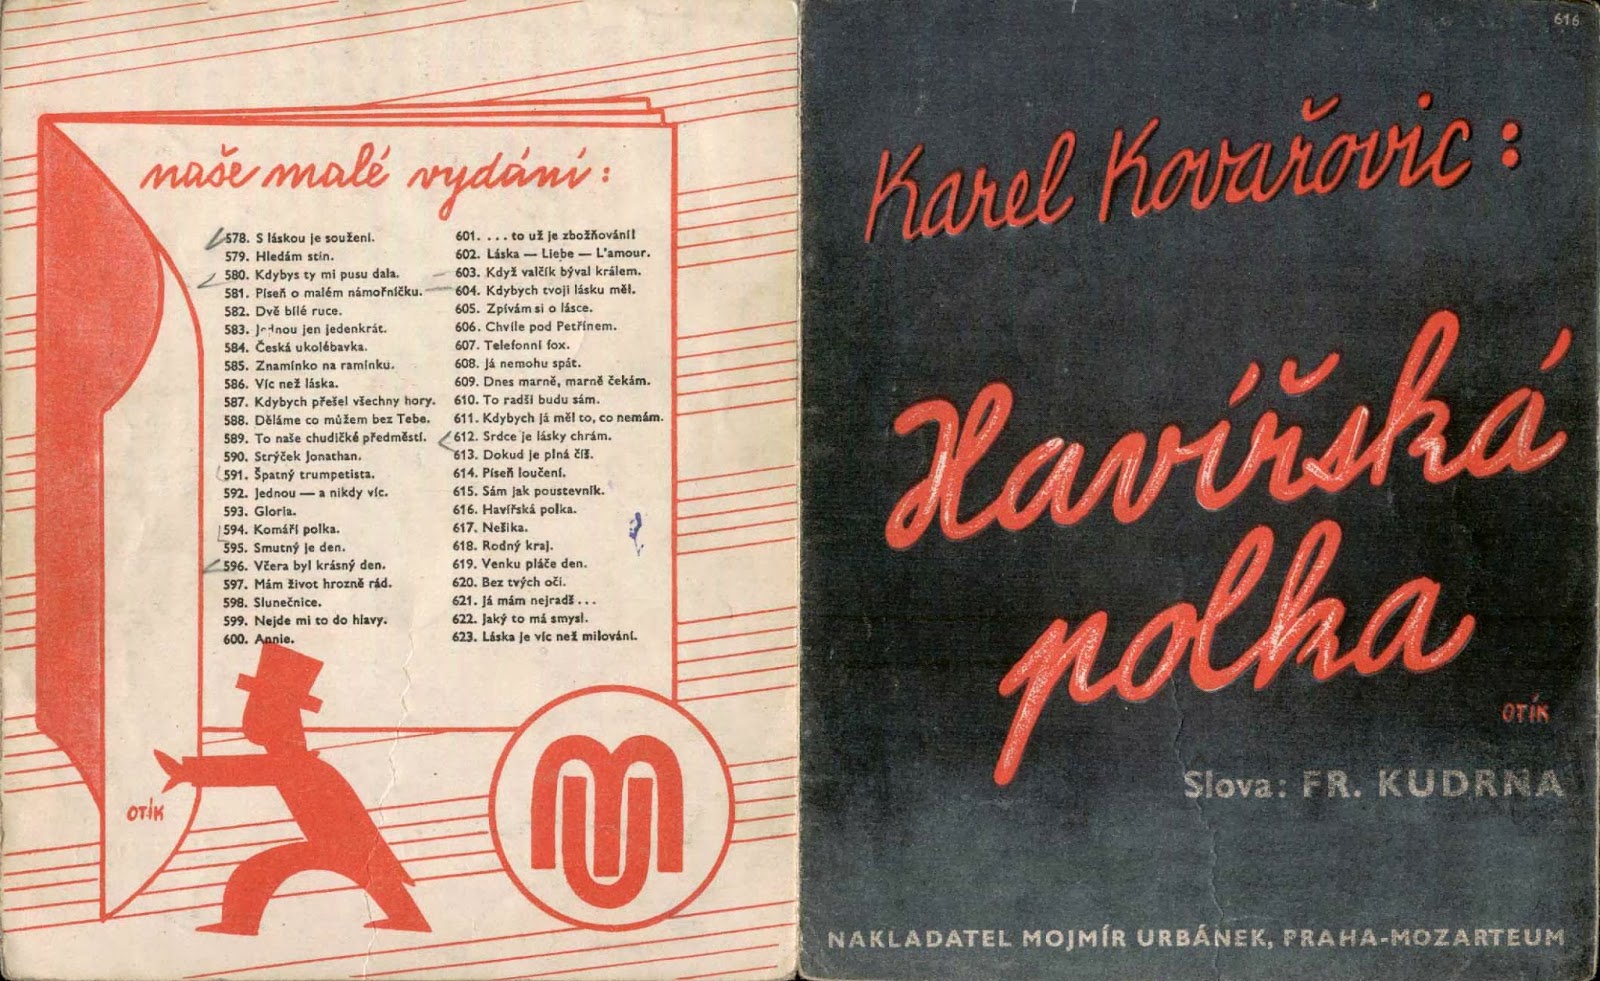 naše malé vydání:
578. S láskou je soužení.
579. Hledám stín.
580. Kdybys ty mi pusu dala.
581. Píseň o malém námořníčku.
582. Dvě bílé ruce.
583. Jednou jen jedenkrát.
584. Česká ukolébavka.
585. Znamínko na ramínku.
586. Víc než láska.
587. Kdybych přešel všechny hory.
588. Děláme co můžem bez Tebe.
589. To naše chudičké předměstí.
590. Strýček Jonathan.
591. Špatný trumpetista.
592. Jednou — a nikdy víc.
593. Gloria.
594. Komáří polka.
595. Smutný je den.
596. Včera byl krásný den.
597. Mám život hrozně rád.
598. Slunečnice.
599. Nejde mi to do hlavy.
600. Annie.
601. ... to už je zbožňování!
602. Láska — Liebe — L'amour.
603. Když valčík býval králem.
604. Kdybych tvoji lásku měl.
605. Zpívám si o lásce.
606. Chvíle pod Petřínem.
607. Telefonní fox.
608. Já nemohu spát.
609. Dnes marně, marně čekám.
610. To radši budu sám.
611. Kdybych já měl to, co nemám.
612. Srdce je lásky chrám.
613. Dokud je plná číš.
614. Píseň loučení.
615. Sám jak poustevník.
616. Havířská polka.
617. Nešika.
618. Rodný kraj.
619. Venku pláče den.
620. Bez tvých očí.
621. Já mám nejradš ...
622. Jaký to má smysl.
623. Láska je víc než milování.
OTÍK
MU
616
Karel Kovařovic:
Havířská
polka
OTÍK
Slova: FR. KUDRNA
NAKLADATEL MOJMÍR URBÁNEK, PRAHA-MOZARTEUM